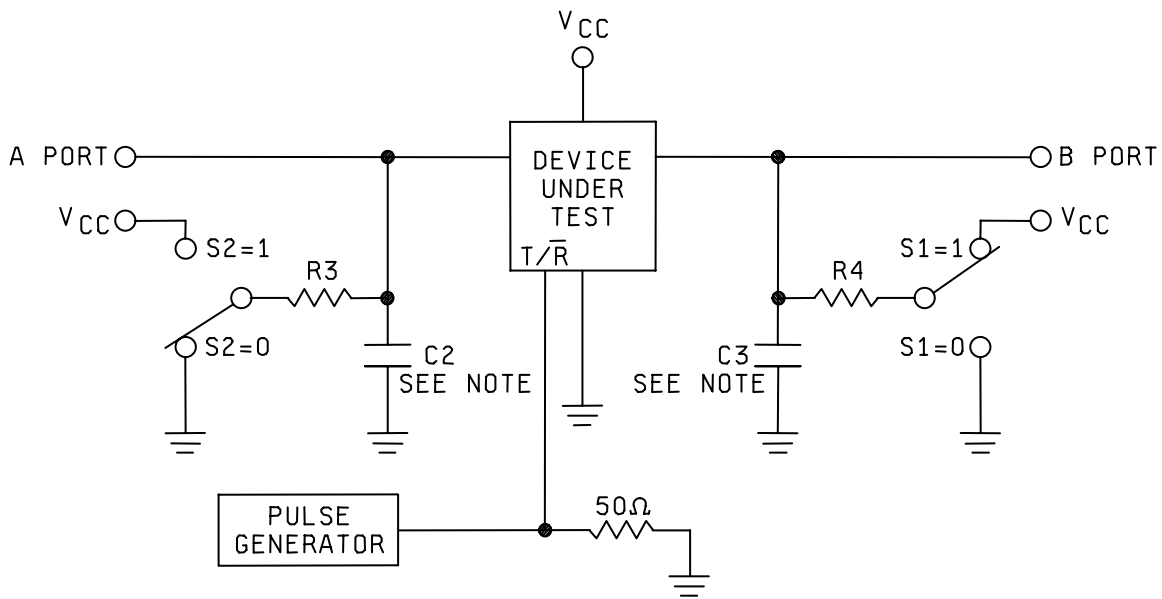 VCC
A PORT
DEVICE
UNDER
TEST
B PORT
VCC
S2=1
T/R̅
S1=1
VCC
R3
R4
S2=0
C2
SEE NOTE
C3
SEE NOTE
S1=0
50Ω
PULSE
GENERATOR